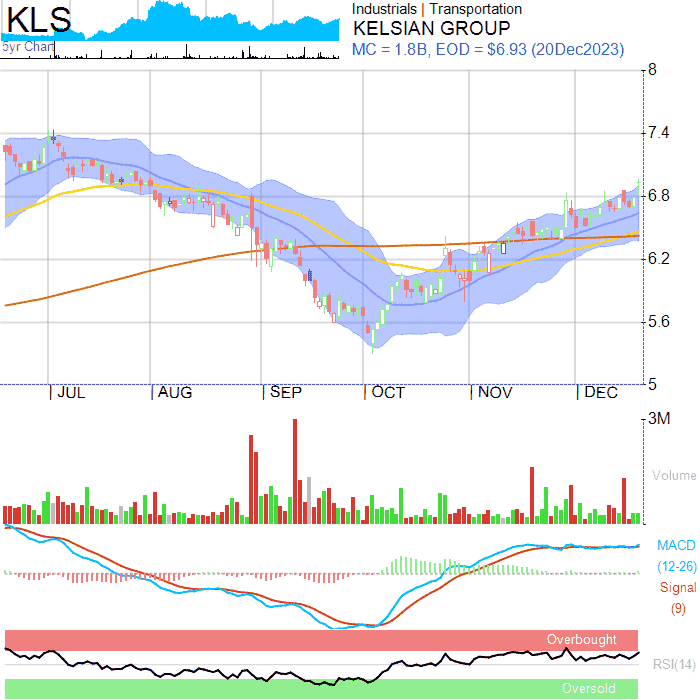 KLS
5yr Chart
Industrials | Transportation
KELSIAN GROUP
MC = 1.8B, EOD = $6.93 (20Dec2023)
8
7.4
6.8
6.2
5.6
5
JUL AUG SEP OCT NOV DEC
3M
Volume
MACD
(12-26)
Signal
(9)
Overbought
RSI(14)
Oversold